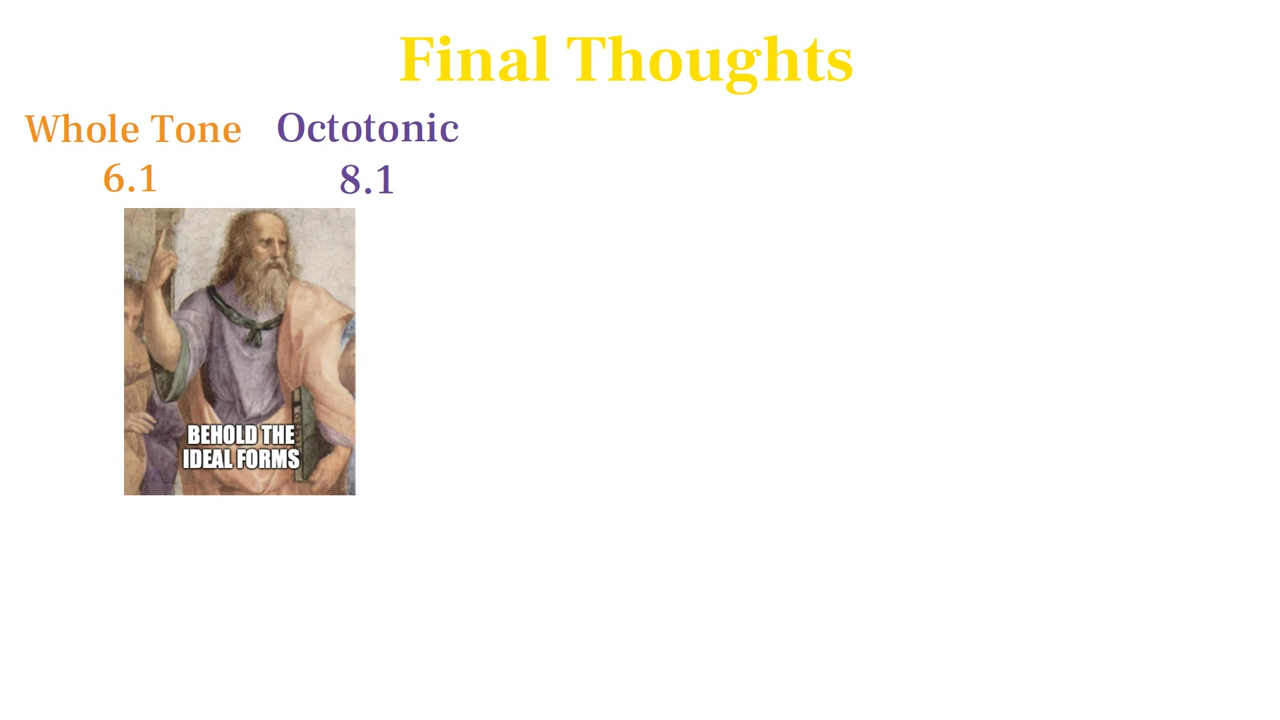 Final Thoughts
Whole Tone
6.1
Octotonic
8.1
BEHOLD THE
IDEAL FORMS